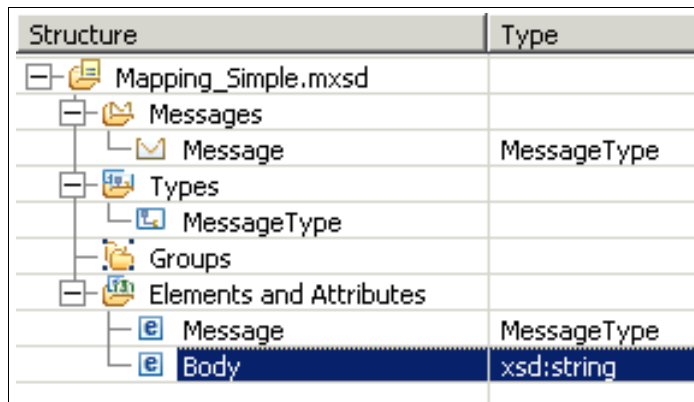 Structure Type
Mapping_Simple.mxsd
Messages
Message MessageType
Types
MessageType
Groups
Elements and Attributes
Message MessageType
Body xsd:string